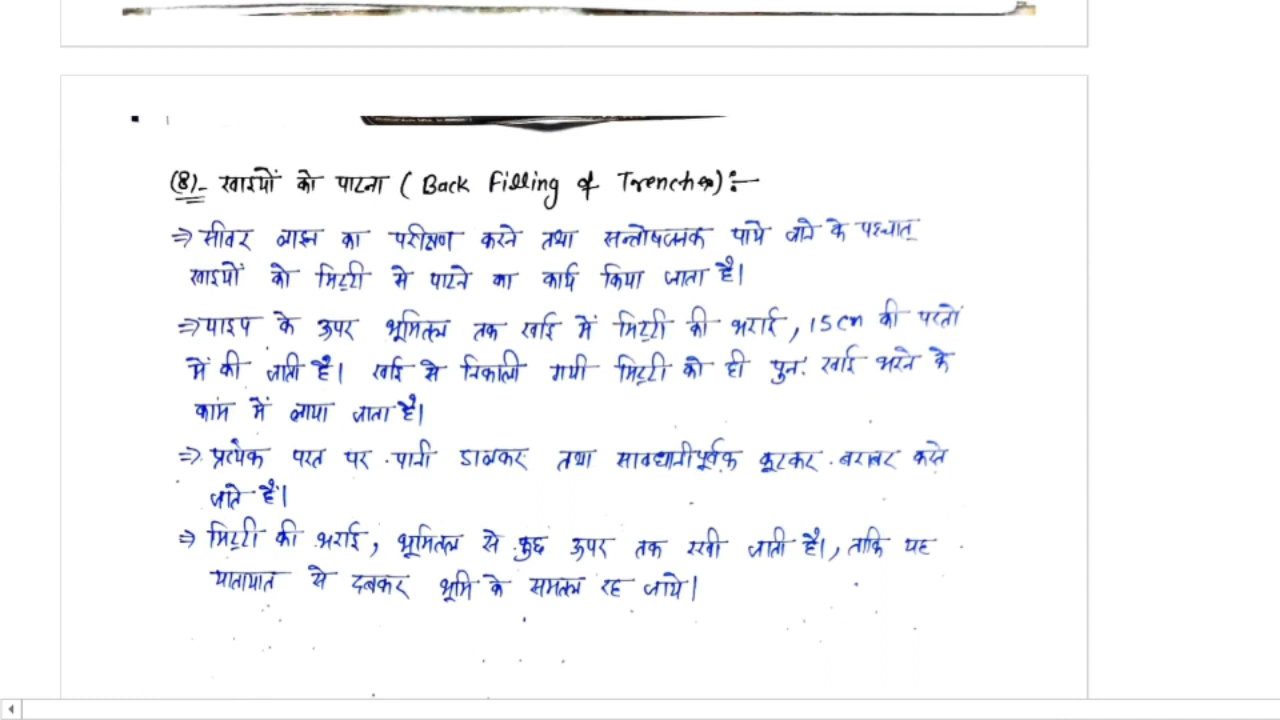 (8)- खाइयों को पाटना ( Back Filling of Trenches):-
⇒ सीवर लाइन का परीक्षण करने तथा सन्तोषजनक पाये जाने के पश्चात्
खाइयों को मिट्टी से पाटने का कार्य किया जाता है।
⇒ पाइप के ऊपर भूमितल तक खाई में मिट्टी की भराई, 15cm की परतों
में की जाती है। खाई से निकाली गयी मिट्टी को ही पुन: खाई भरने के
काम में लाया जाता है।
⇒ प्रत्येक परत पर पानी डालकर तथा सावधानीपूर्वक कूटकर बराबर करते
जाते हैं।
⇒ मिट्टी की भराई, भूमितल से कुछ ऊपर तक रखी जाती है।, ताकि यह
यातायात से दबकर भूमि के समतल रह जाये।